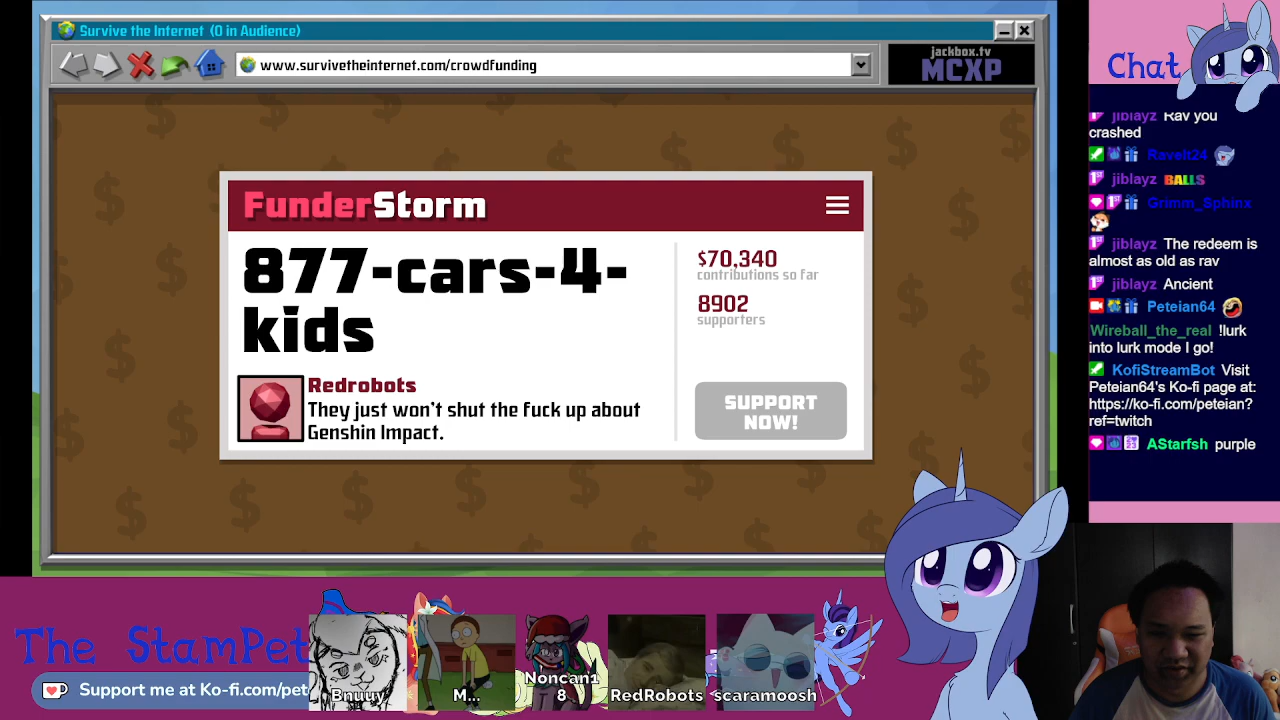 Survive the Internet (0 in Audience)
www.survivetheinternet.com/crowdfunding
jackbox.tv
MCXP
FunderStorm
877-cars-4-
kids
$70,340
contributions so far
8902
supporters
Redrobots
They just won't shut the fuck up about
Genshin Impact.
SUPPORT
NOW!
Chat
jiblayz Rav you
crashed
Ravelt24
jiblayz BALLS
Grimm_Sphinx
jiblayz The redeem is
almost as old as rav
jiblayz Ancient
Peteian64
Wireball_the_real !lurk
into lurk mode I go!
KofiStreamBot Visit
Peteian64's Ko-fi page at:
https://ko-fi.com/peteian?
ref=twitch
AStarfsh purple
The StamPet
Support me at Ko-fi.com/pet
Bnuuy
M...
Noncan1
8
RedRobots
scaramoosh